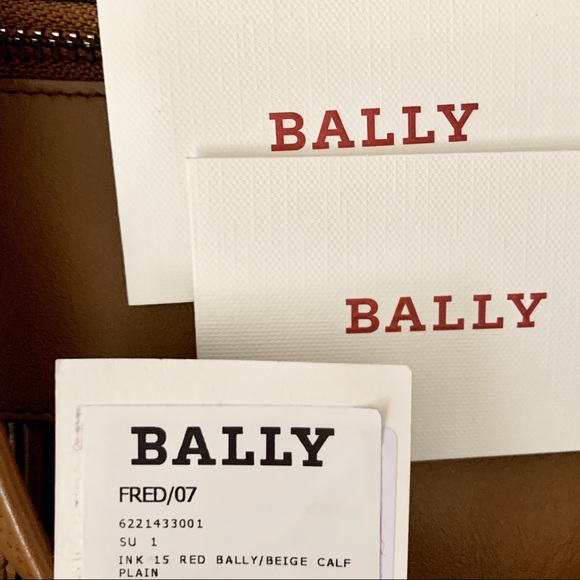 BALLY
BALLY
BALLY
FRED/07
6221433001
SU 1
INK 15 RED BALLY/BEIGE CALF
PLAIN